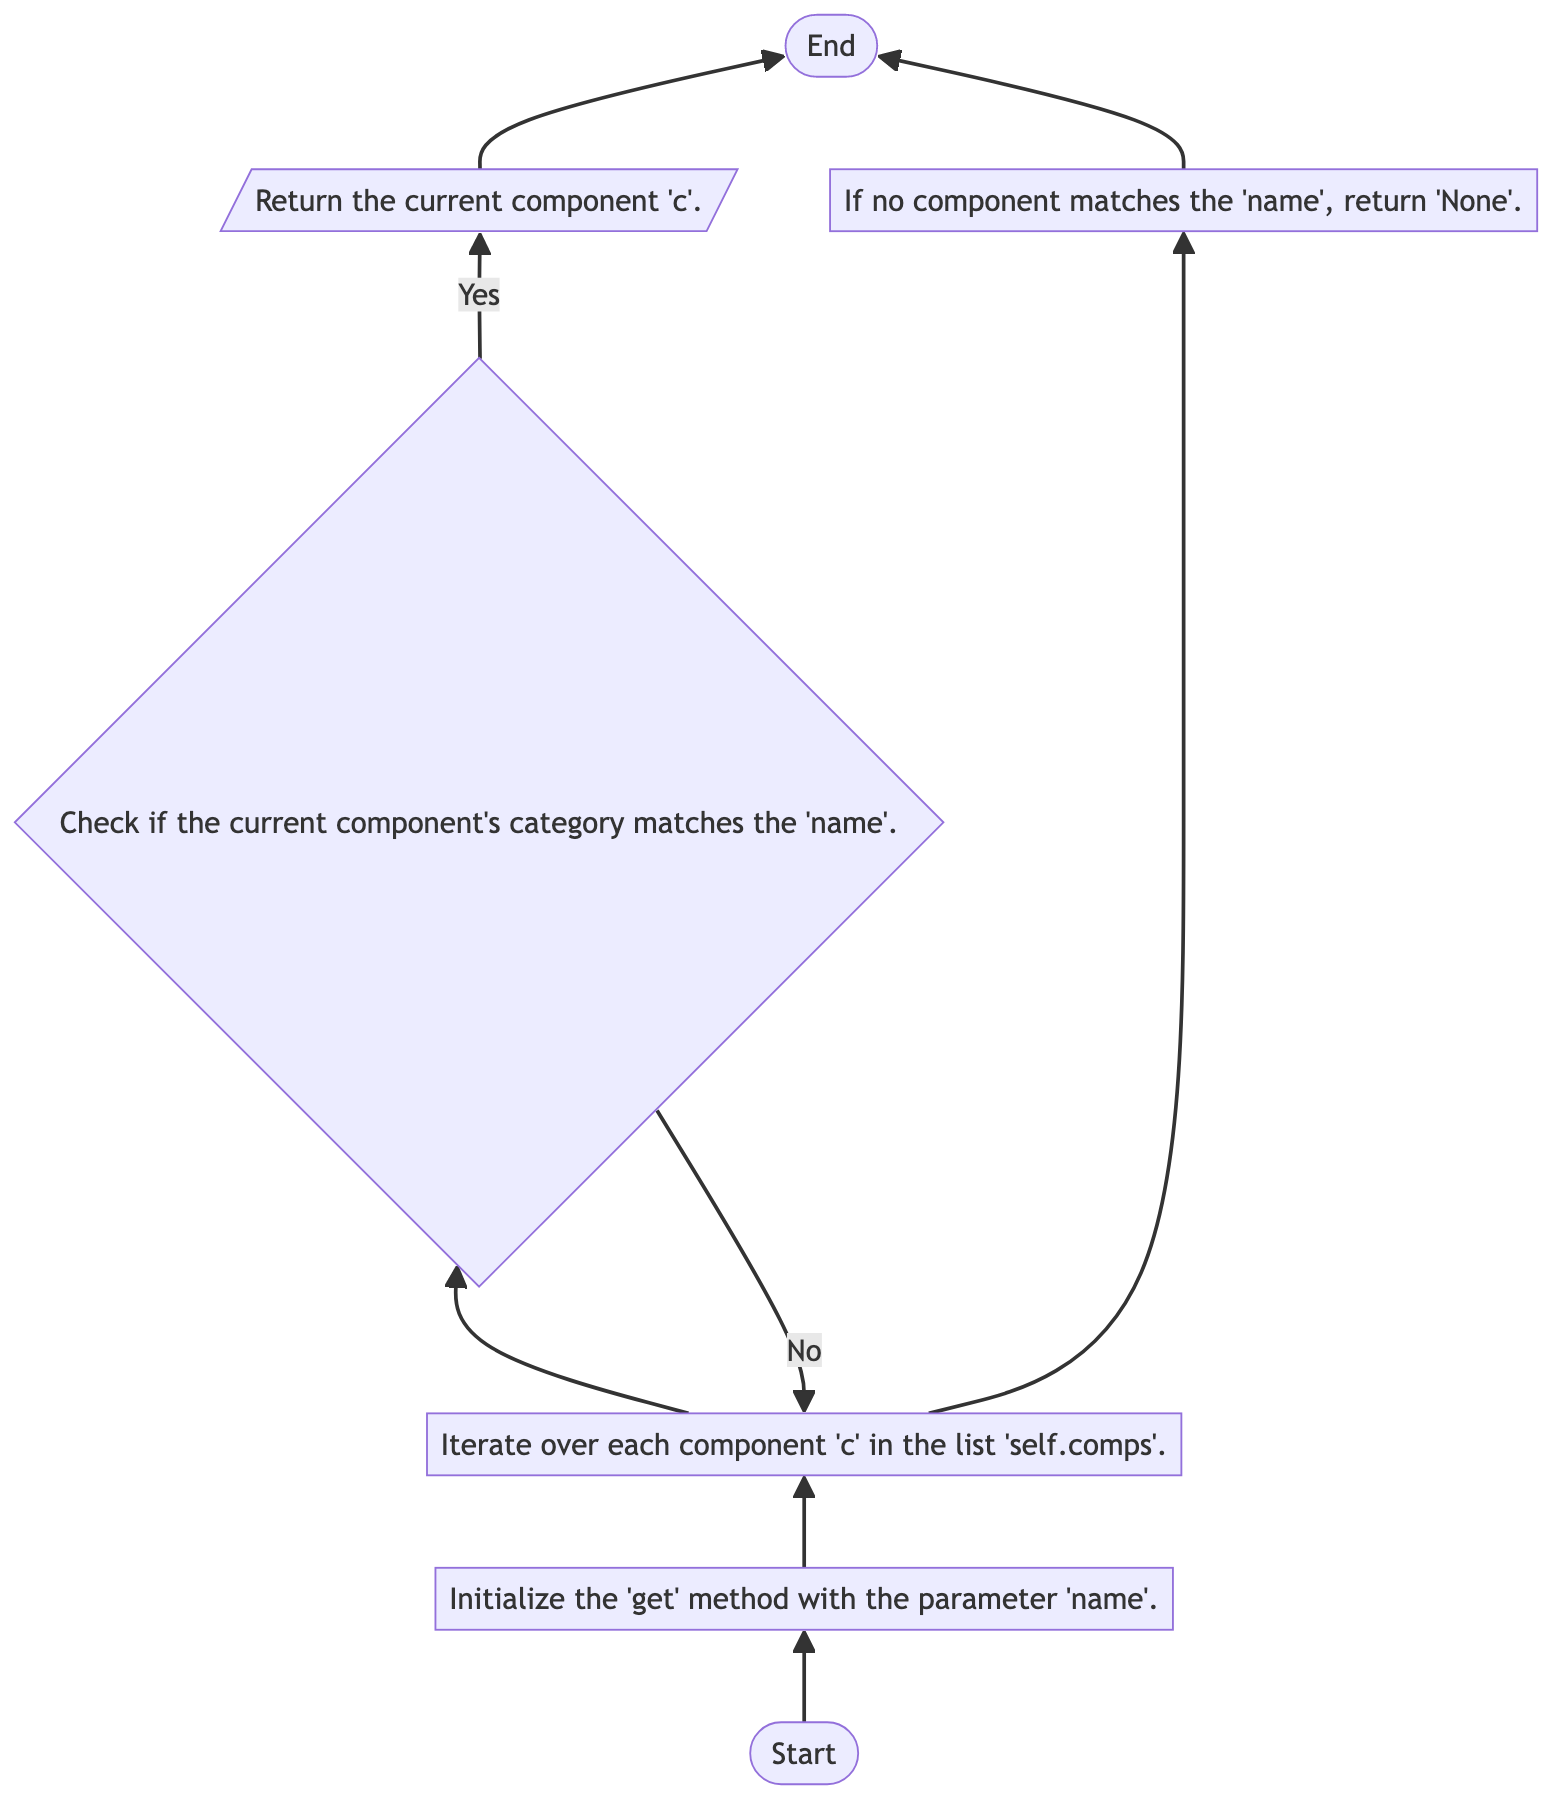 End
Return the current component 'c'.
If no component matches the 'name', return 'None'.
Yes
Check if the current component's category matches the 'name'.
No
Iterate over each component 'c' in the list 'self.comps'.
Initialize the 'get' method with the parameter 'name'.
Start